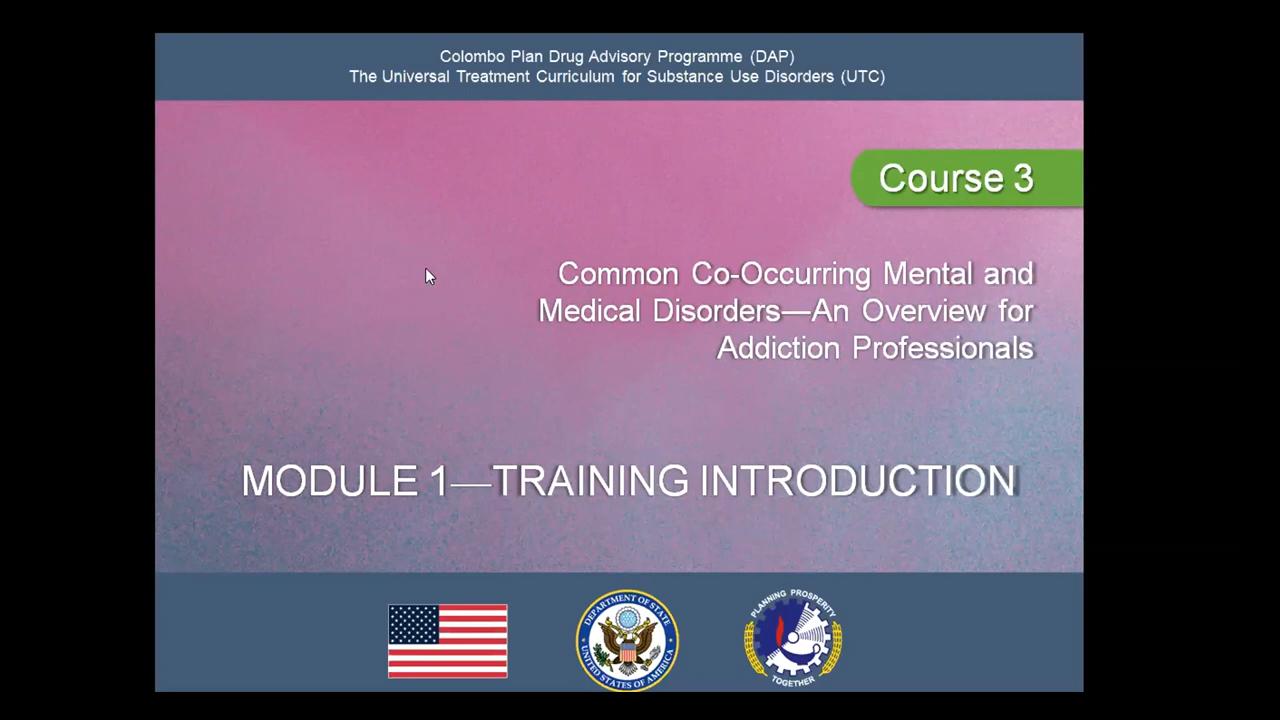 Colombo Plan Drug Advisory Programme (DAP)
The Universal Treatment Curriculum for Substance Use Disorders (UTC)
Course 3
Common Co-Occurring Mental and
Medical Disorders—An Overview for
Addiction Professionals
MODULE 1—TRAINING INTRODUCTION
DEPARTMENT OF STATE
UNITED STATES OF AMERICA
PLANNING PROSPERITY
TOGETHER